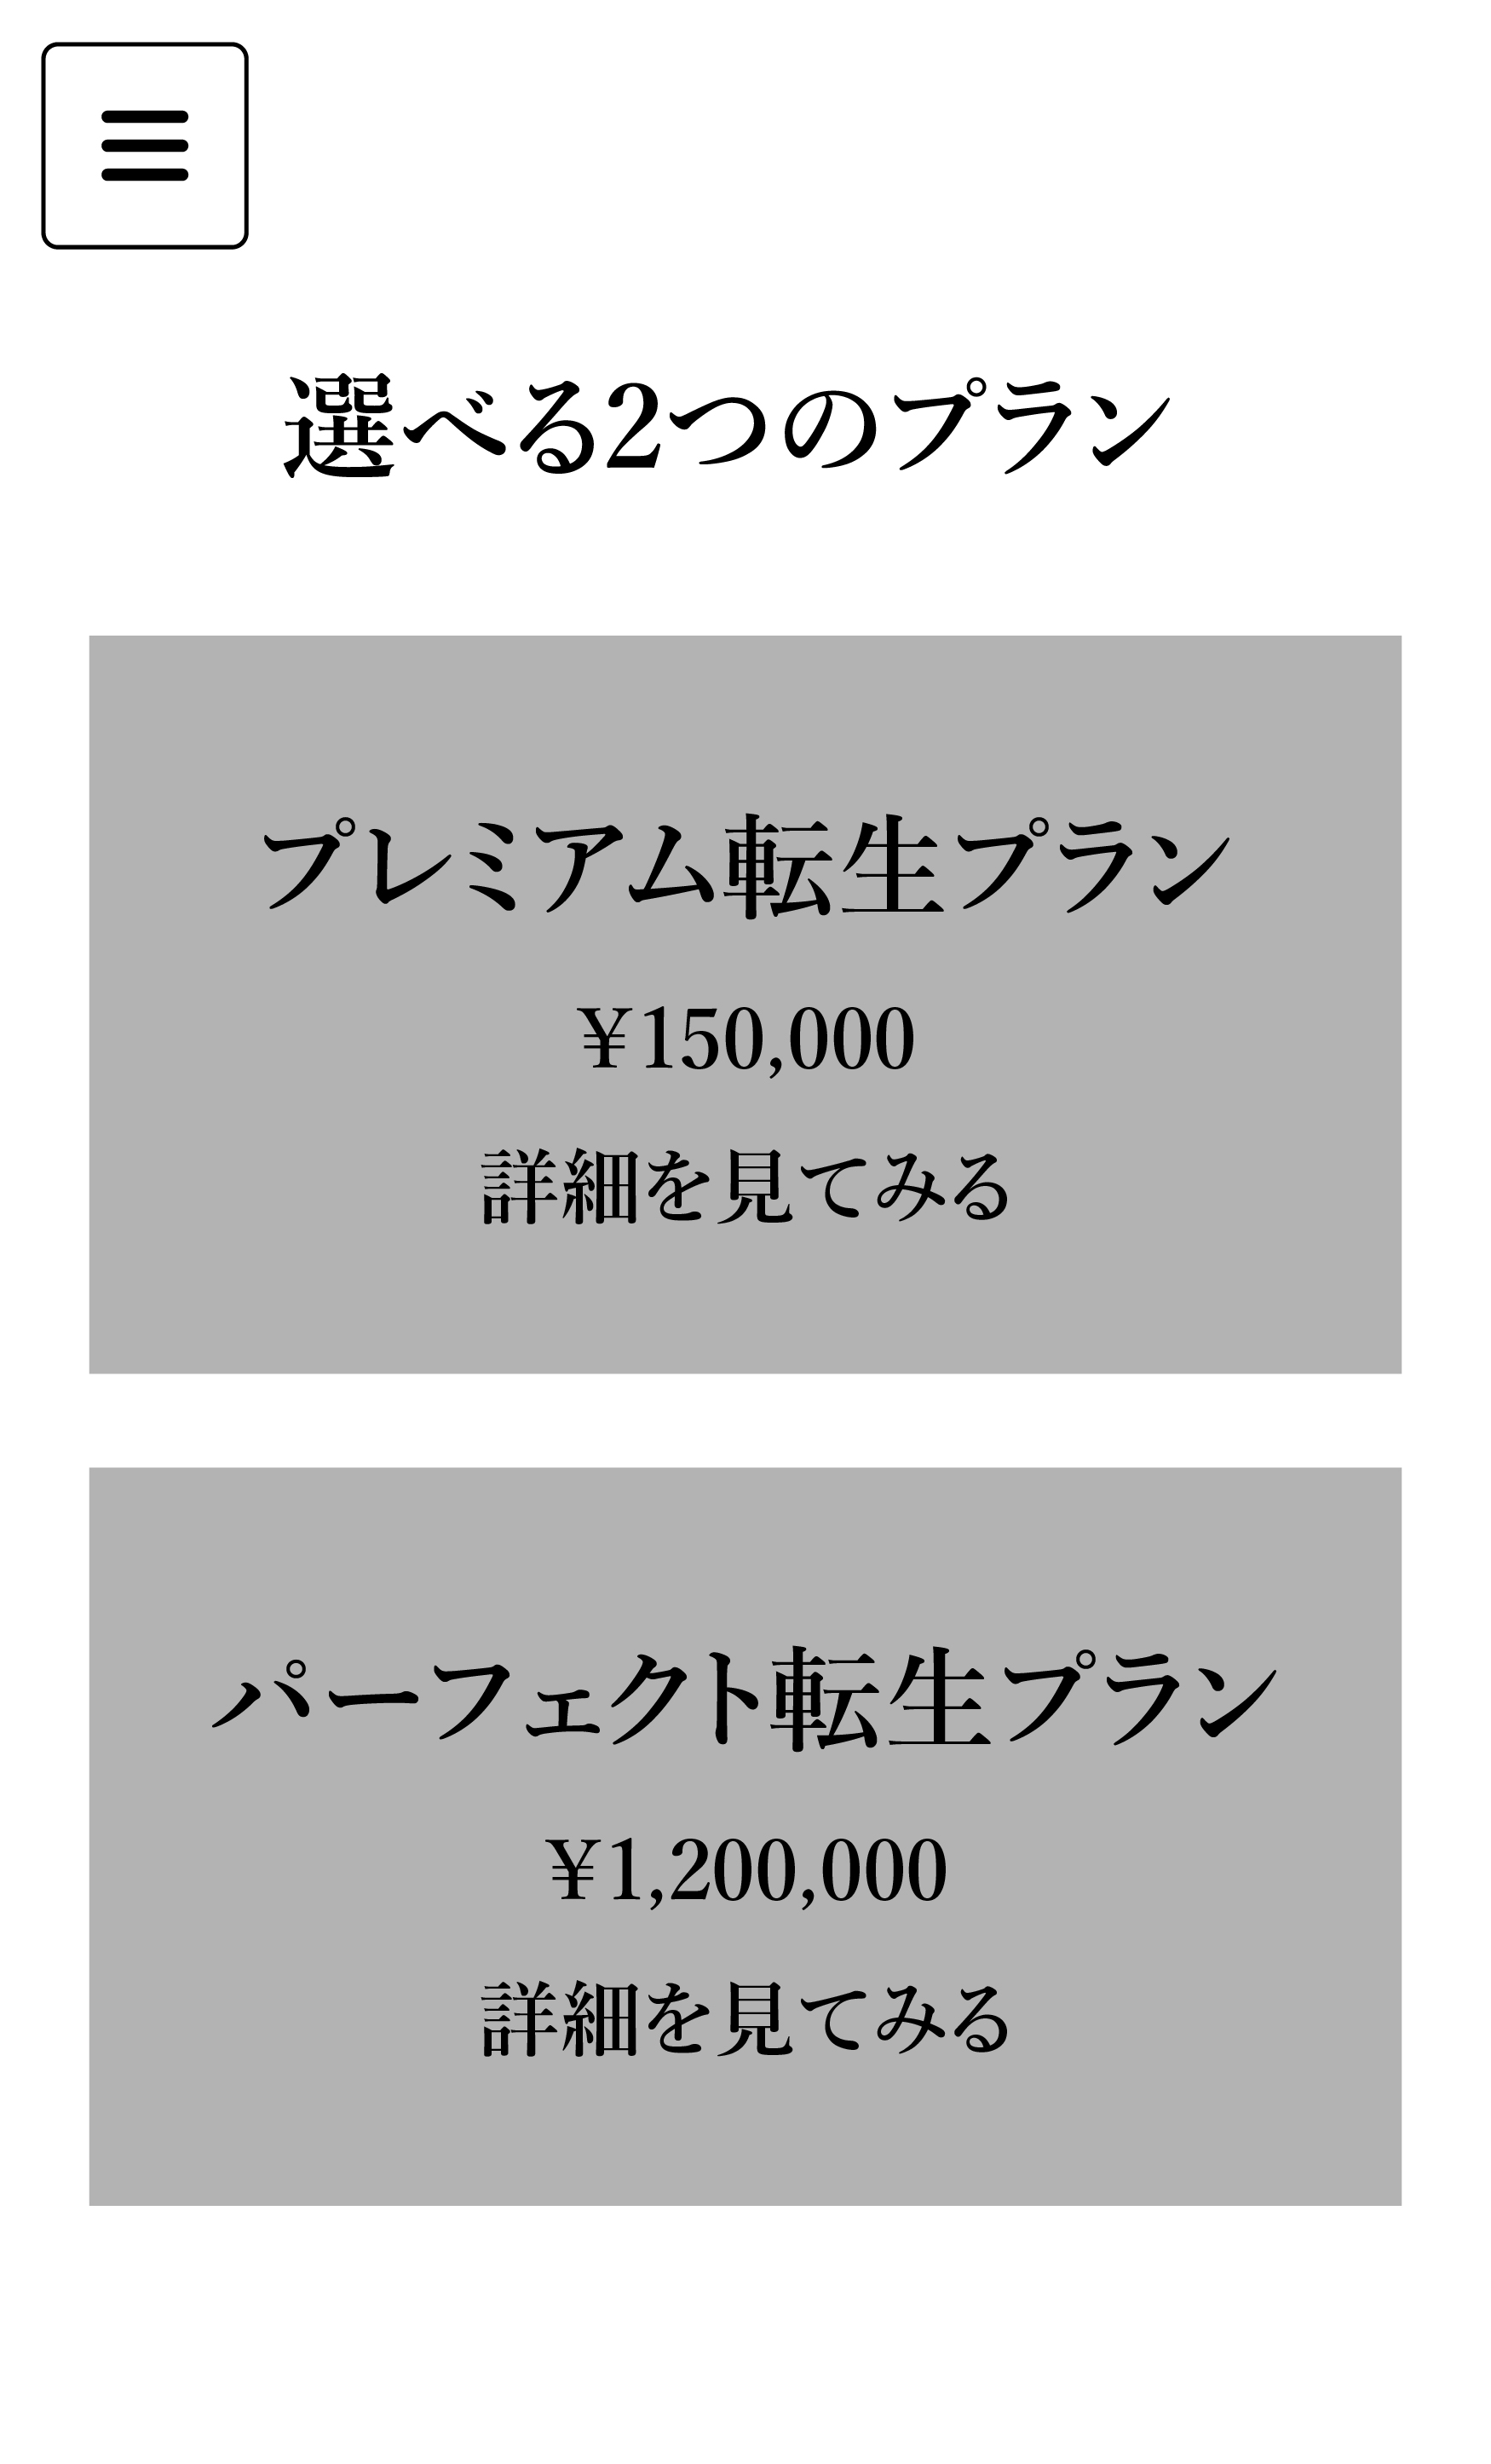 選べる2つのプラン
プレミアム転生プラン
¥150,000
詳細を見てみる
パーフェクト転生プラン
¥1,200,000
詳細を見てみる